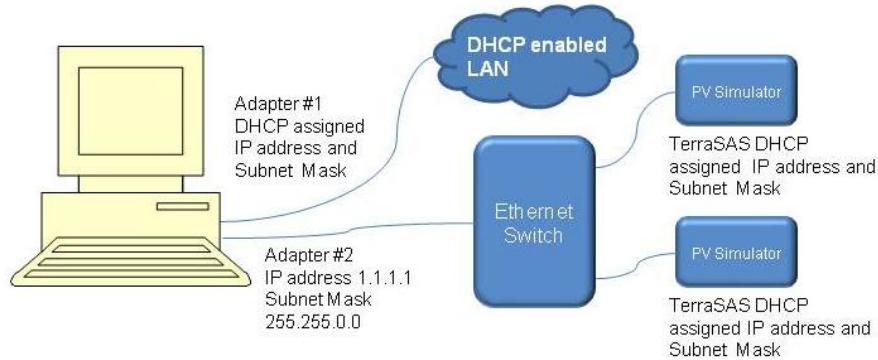 DHCP enabled
LAN
Adapter #1
DHCP assigned
IP address and
Subnet Mask
PV Simulator
TerraSAS DHCP
assigned IP address and
Subnet Mask
Ethernet
Switch
Adapter #2
IP address 1.1.1.1
Subnet Mask
255.255.0.0
PV Simulator
TerraSAS DHCP
assigned IP address and
Subnet Mask